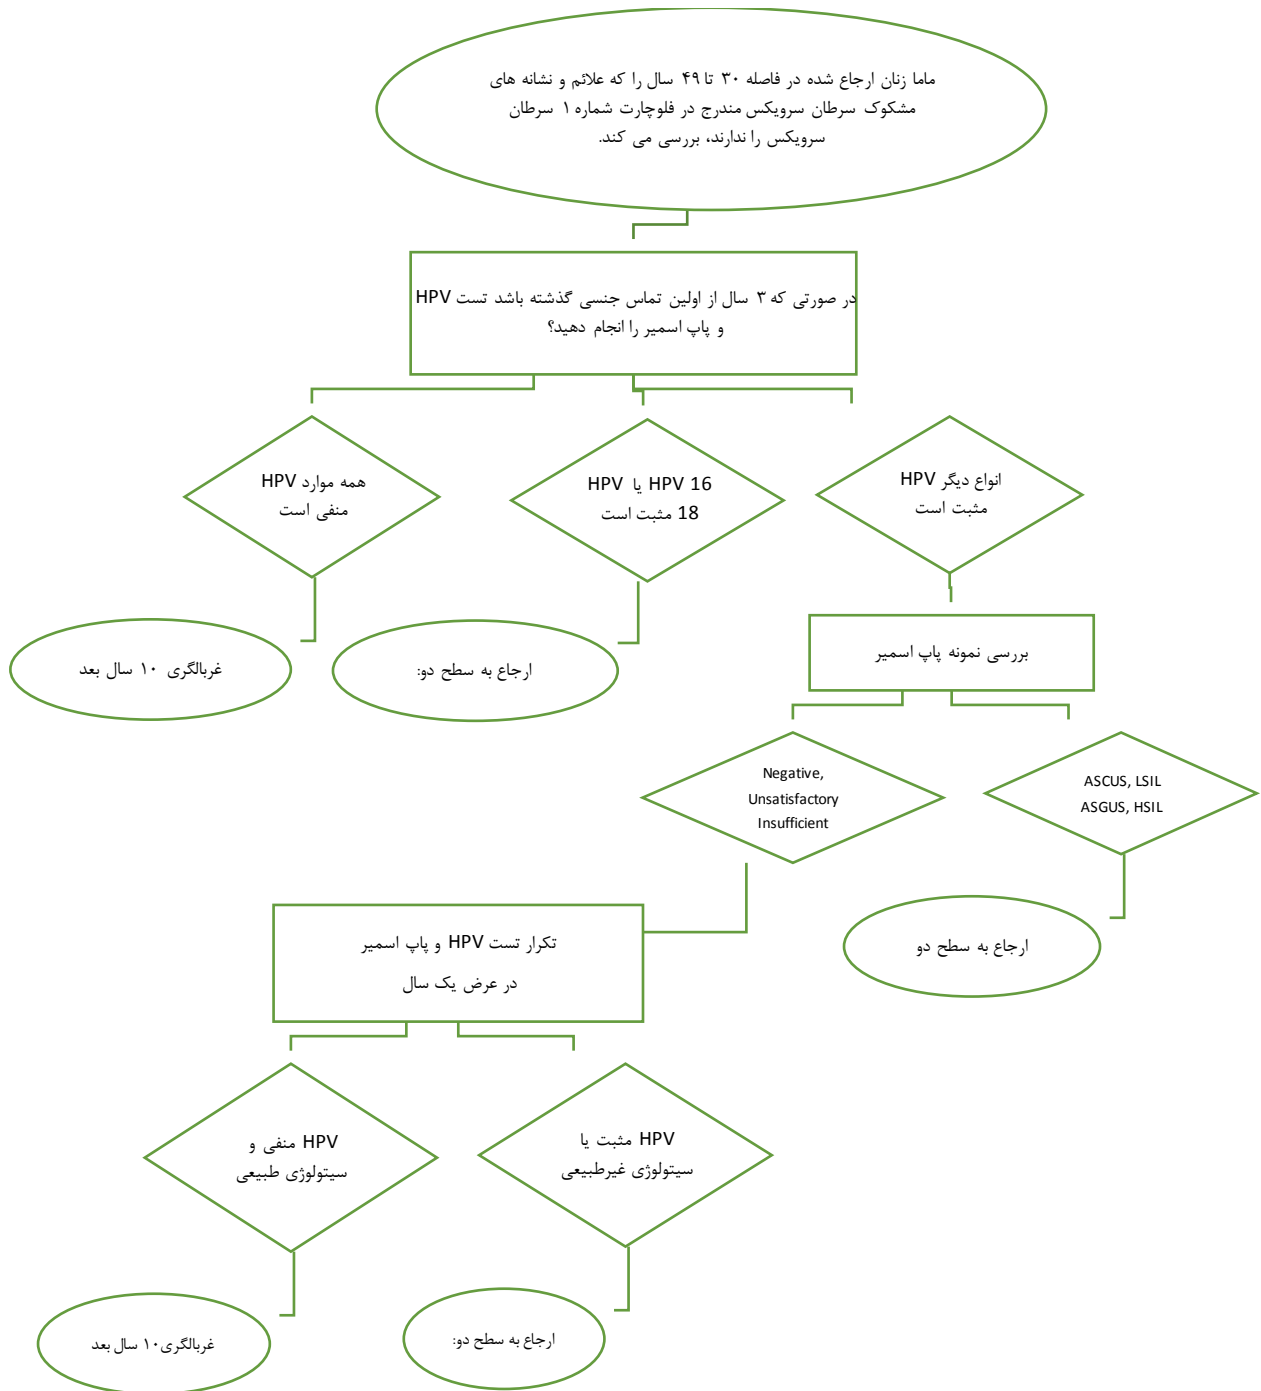 ماما زنان ارجاع شده در فاصله ۳۰ تا ۴۹ سال را که علائم و نشانه های
مشکوک سرطان سرویکس مندرج در فلوچارت شماره ۱ سرطان
سرویکس را ندارند، بررسی می کند.
در صورتی که ۳ سال از اولین تماس جنسی گذشته باشد تست HPV
و پاپ اسمیر را انجام دهید؟
انواع دیگر HPV
مثبت است
HPV 16 یا HPV
18 مثبت است
همه موارد HPV
منفی است
بررسی نمونه پاپ اسمیر
ارجاع به سطح دو:
غربالگری ۱۰ سال بعد
ASCUS, LSIL
ASGUS, HSIL
Negative,
Unsatisfactory
Insufficient
ارجاع به سطح دو
تکرار تست HPV و پاپ اسمیر
در عرض یک سال
HPV مثبت یا
سیتولوژی غیرطبیعی
HPV منفی و
سیتولوژی طبیعی
ارجاع به سطح دو:
غربالگری۱۰ سال بعد